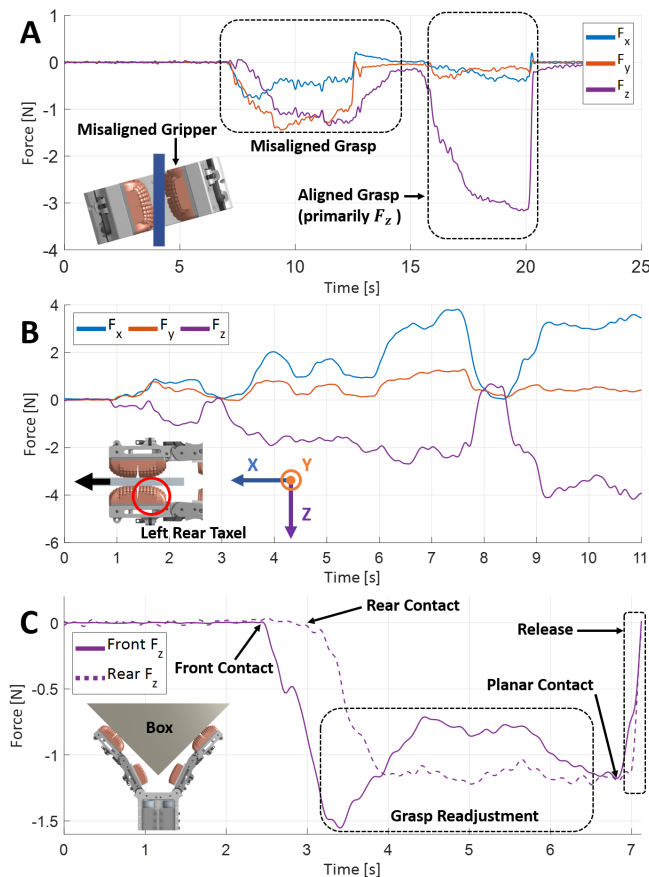 A
0
-1
-2
-3
-4
Force [N]
Misaligned Gripper
Misaligned Grasp
Aligned Grasp
(primarily F_z )
F_x
F_y
F_z
0
5
10
15
20
25
Time [s]
B
F_x
F_y
F_z
4
2
0
-2
-4
-6
Force [N]
X
Y
Z
Left Rear Taxel
0
1
2
3
4
5
6
7
8
9
10
11
Time [s]
C
0
-0.5
-1
-1.5
Force [N]
Front F_z
Rear F_z
Rear Contact
Front Contact
Release
Planar Contact
Box
Grasp Readjustment
0
1
2
3
4
5
6
7
Time [s]